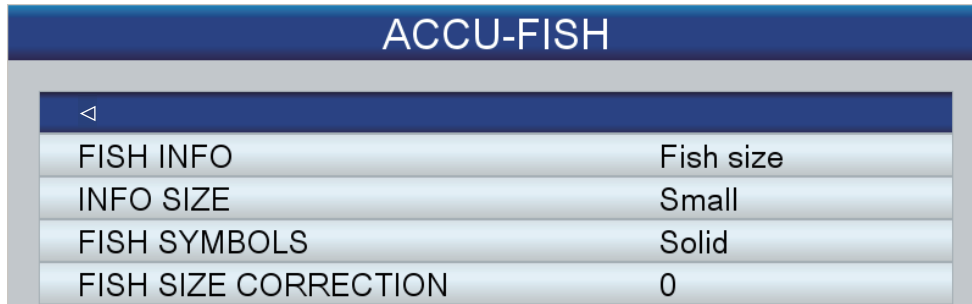 ACCU-FISH
◁
FISH INFO Fish size
INFO SIZE Small
FISH SYMBOLS Solid
FISH SIZE CORRECTION 0